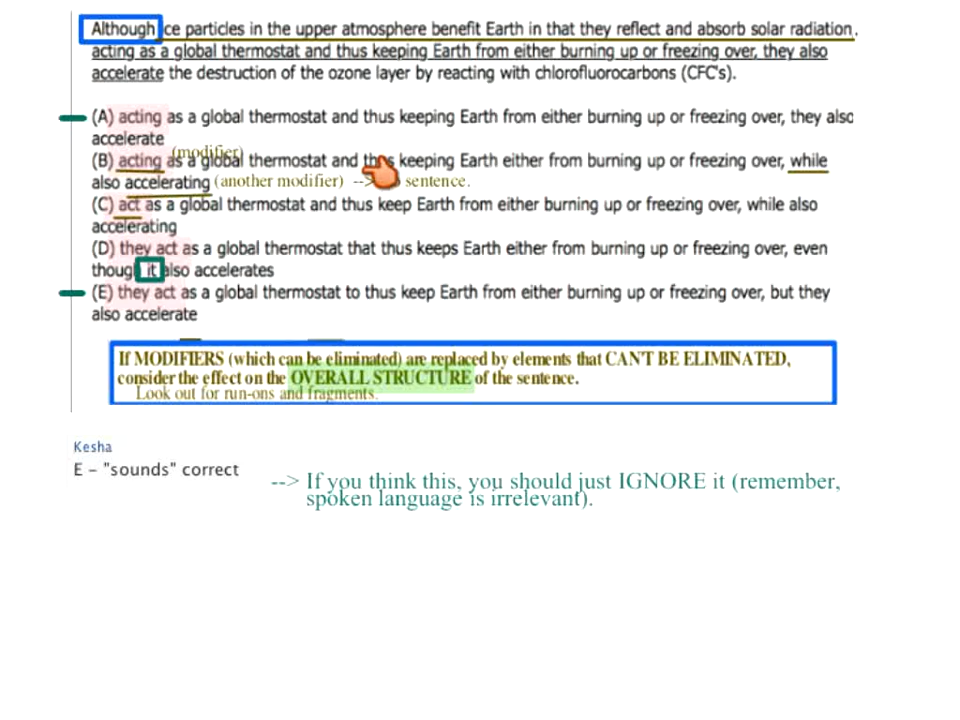 Although ce particles in the upper atmosphere benefit Earth in that they reflect and absorb solar radiation,
acting as a global thermostat and thus keeping Earth from either burning up or freezing over, they also
accelerate the destruction of the ozone layer by reacting with chlorofluorocarbons (CFC's).
(A) acting as a global thermostat and thus keeping Earth from either burning up or freezing over, they also
accelerate
(modifier)
(B) acting as a global thermostat and thus keeping Earth either from burning up or freezing over, while
also accelerating (another modifier) --> sentence.
(C) act as a global thermostat and thus keep Earth from either burning up or freezing over, while also
accelerating
(D) they act as a global thermostat that thus keeps Earth either from burning up or freezing over, even
though it also accelerates
(E) they act as a global thermostat to thus keep Earth from either burning up or freezing over, but they
also accelerate
If MODIFIERS (which can be eliminated) are replaced by elements that CAN'T BE ELIMINATED,
consider the effect on the OVERALL STRUCTURE of the sentence.
Look out for run-ons and fragments.
Kesha
E – "sounds" correct
--> If you think this, you should just IGNORE it (remember,
spoken language is irrelevant).